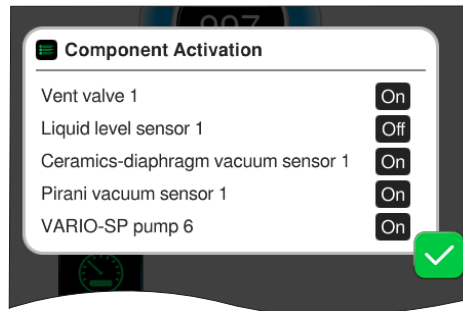 997
Component Activation
Vent valve 1 On
Liquid level sensor 1 Off
Ceramics-diaphragm vacuum sensor 1 On
Pirani vacuum sensor 1 On
VARIO-SP pump 6 On